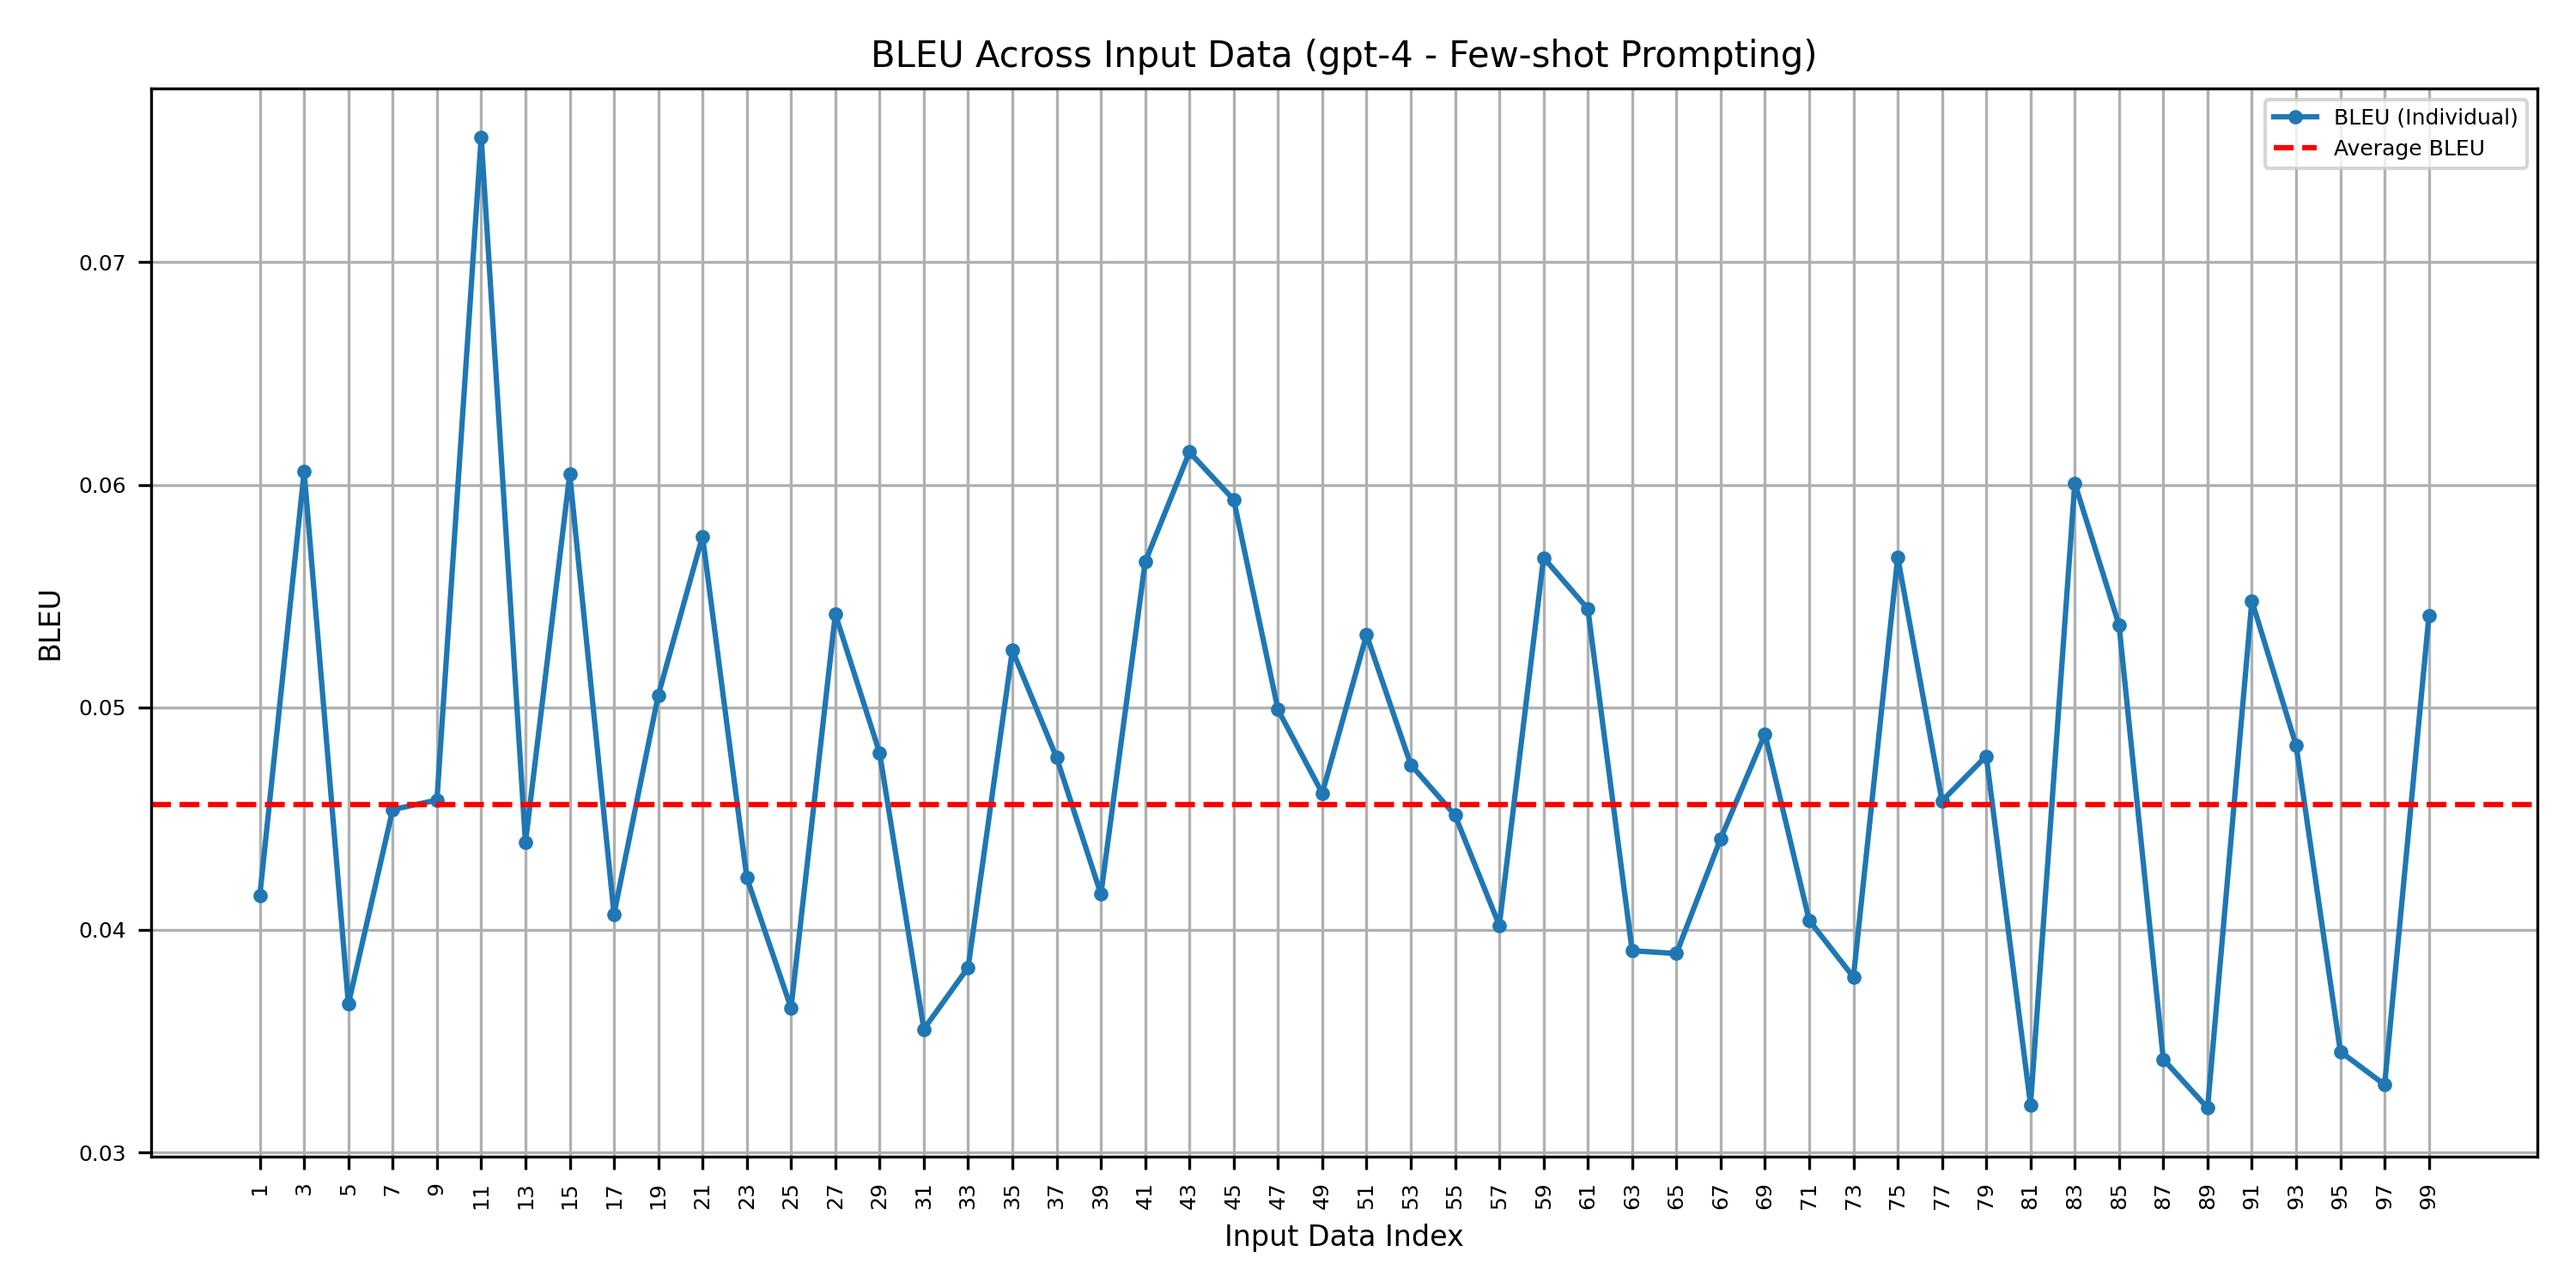 BLEU Across Input Data (gpt-4 - Few-shot Prompting)
BLEU (Individual)
Average BLEU
BLEU
0.07
0.06
0.05
0.04
0.03
1 3 5 7 9 11 13 15 17 19 21 23 25 27 29 31 33 35 37 39 41 43 45 47 49 51 53 55 57 59 61 63 65 67 69 71 73 75 77 79 81 83 85 87 89 91 93 95 97 99
Input Data Index